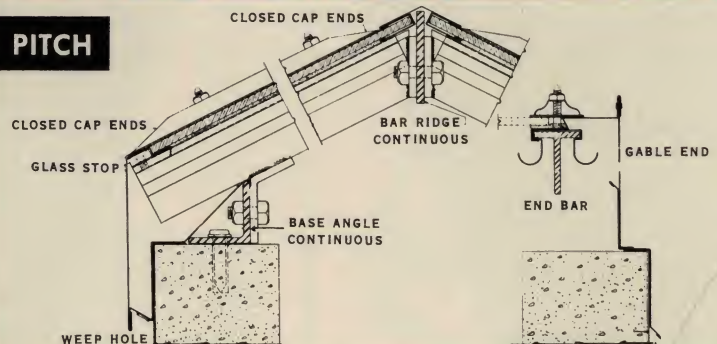 PITCH
CLOSED CAP ENDS
CLOSED CAP ENDS
GLASS STOP
BAR RIDGE
CONTINUOUS
GABLE END
END BAR
BASE ANGLE
CONTINUOUS
WEEP HOLE